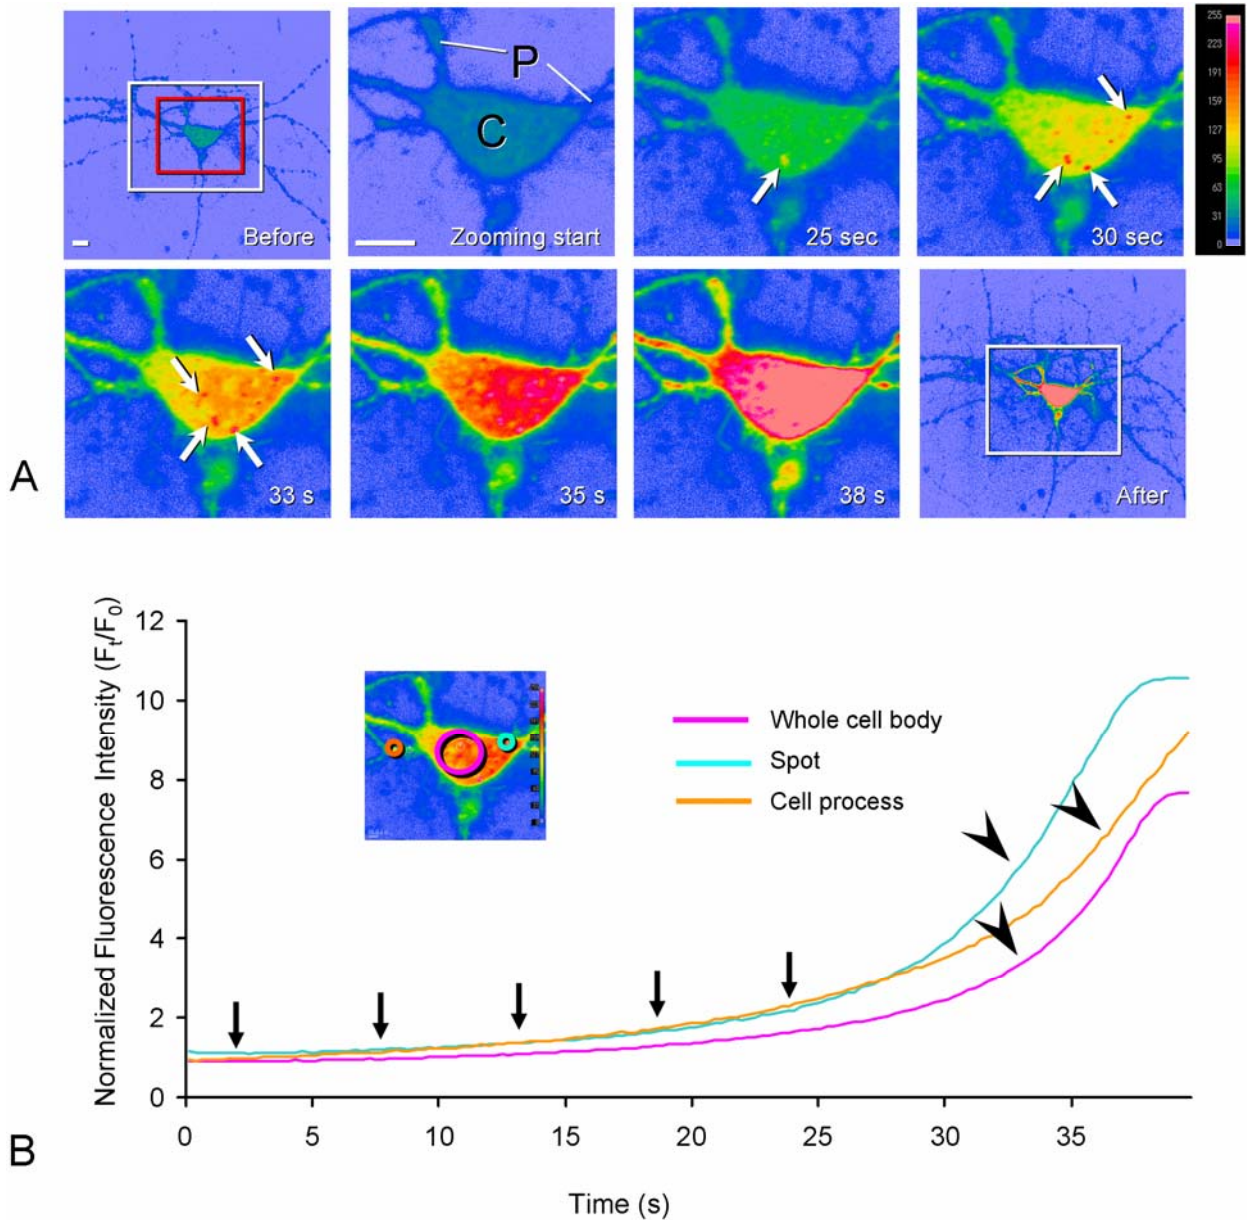 P
C
Before
Zooming start
25 sec
30 sec
255
223
191
159
127
95
63
31
0
33 s
35 s
38 s
After
A
Normalized Fluorescence Intensity (Fₜ/F₀)
12
10
8
6
4
2
0
Whole cell body
Spot
Cell process
0 5 10 15 20 25 30 35
B
Time (s)